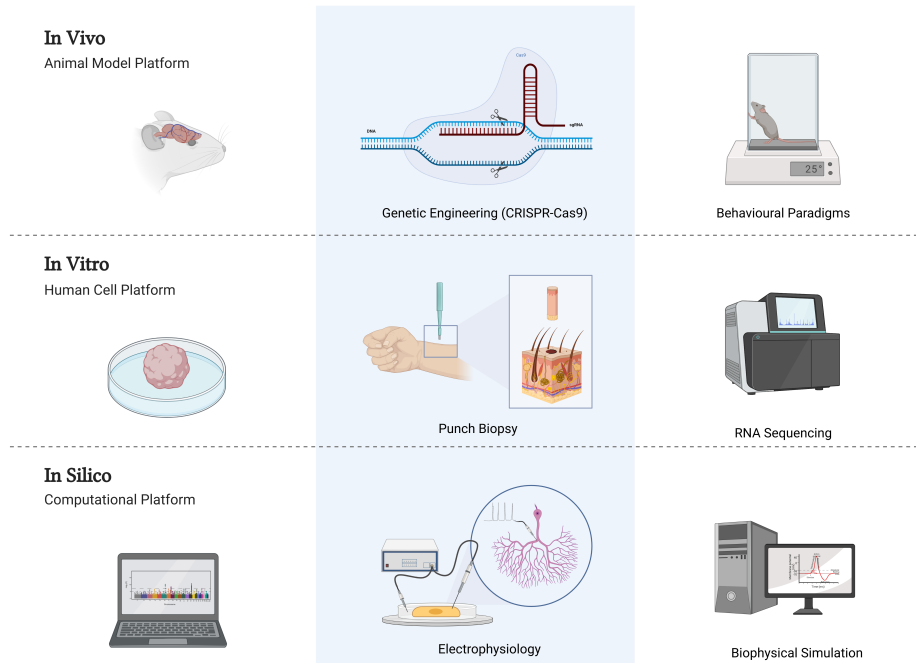 In Vivo
Animal Model Platform
Cas9
DNA
sgRNA
25°
Genetic Engineering (CRISPR-Cas9)
Behavioural Paradigms
In Vitro
Human Cell Platform
Punch Biopsy
RNA Sequencing
In Silico
Computational Platform
Electrophysiology
Biophysical Simulation